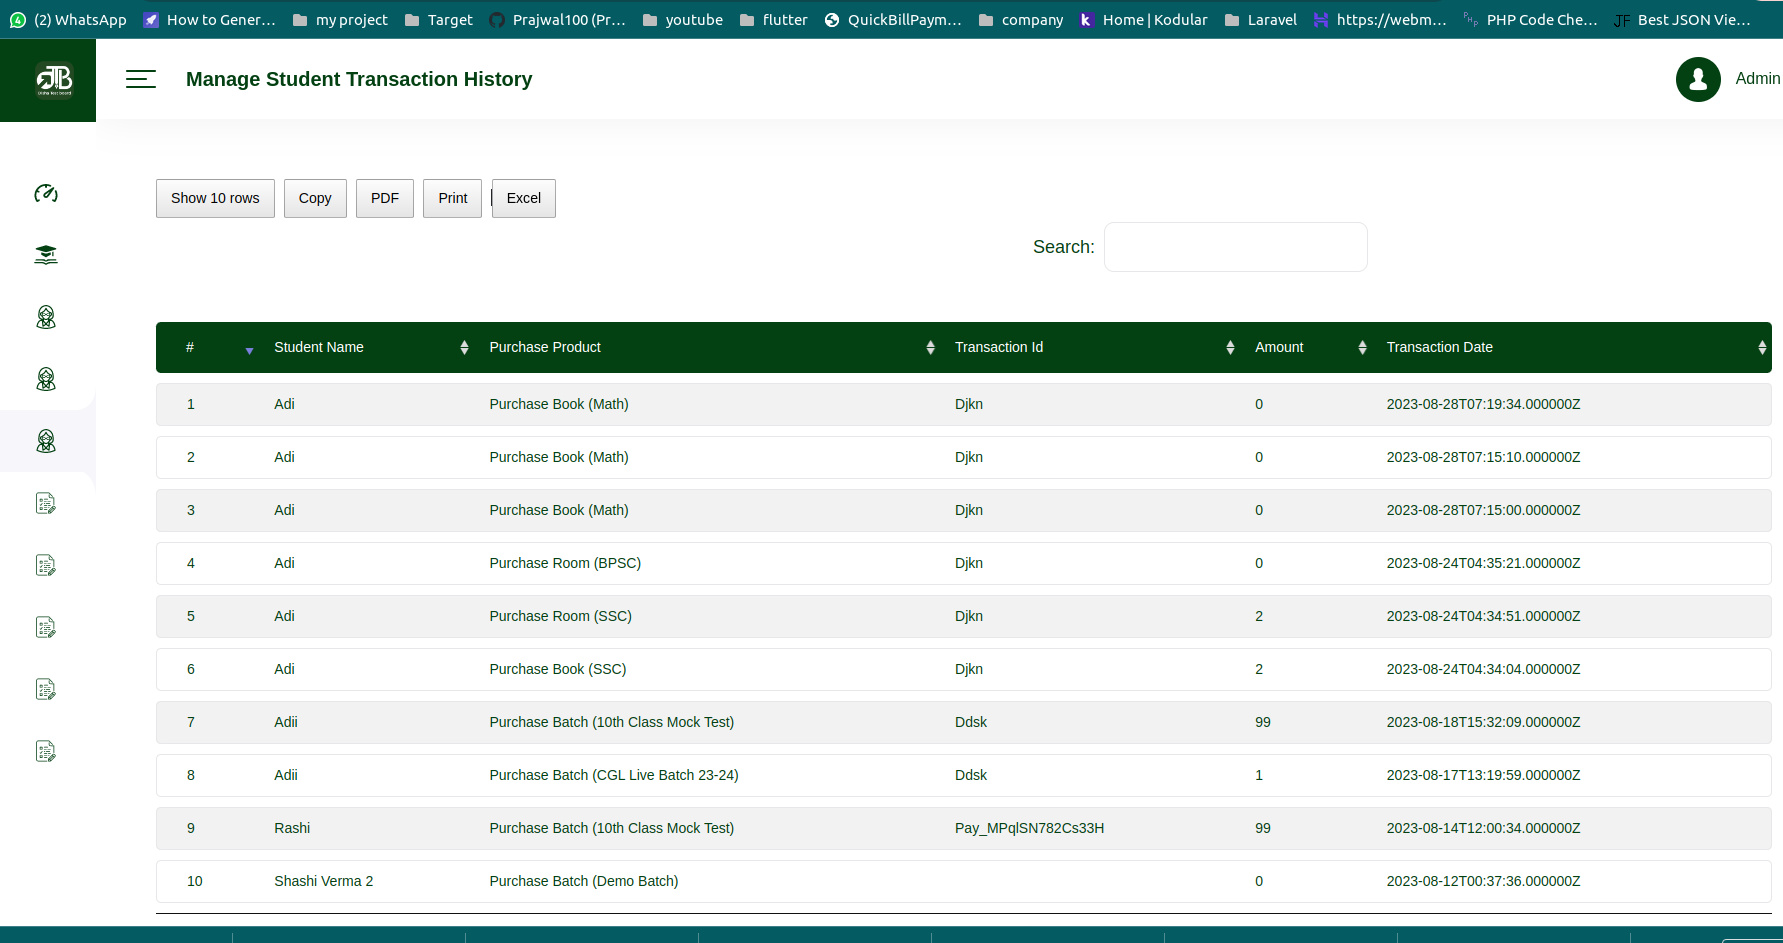 (2) WhatsApp How to Gener… my project Target Prajwal100 (Pr… youtube flutter QuickBillPaym… company Home | Kodular Laravel https://webm… PHP Code Che… Best JSON Vie…
Manage Student Transaction History Admin
Show 10 rows Copy PDF Print Excel
Search:
# Student Name Purchase Product Transaction Id Amount Transaction Date
1 Adi Purchase Book (Math) Djkn 0 2023-08-28T07:19:34.000000Z
2 Adi Purchase Book (Math) Djkn 0 2023-08-28T07:15:10.000000Z
3 Adi Purchase Book (Math) Djkn 0 2023-08-28T07:15:00.000000Z
4 Adi Purchase Room (BPSC) Djkn 0 2023-08-24T04:35:21.000000Z
5 Adi Purchase Room (SSC) Djkn 2 2023-08-24T04:34:51.000000Z
6 Adi Purchase Book (SSC) Djkn 2 2023-08-24T04:34:04.000000Z
7 Adii Purchase Batch (10th Class Mock Test) Ddsk 99 2023-08-18T15:32:09.000000Z
8 Adii Purchase Batch (CGL Live Batch 23-24) Ddsk 1 2023-08-17T13:19:59.000000Z
9 Rashi Purchase Batch (10th Class Mock Test) Pay_MPqlSN782Cs33H 99 2023-08-14T12:00:34.000000Z
10 Shashi Verma 2 Purchase Batch (Demo Batch) 0 2023-08-12T00:37:36.000000Z